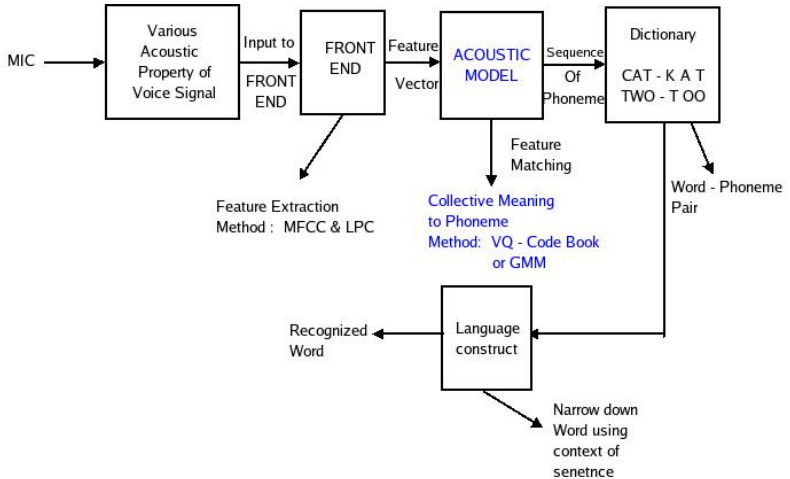 MIC
Various
Acoustic
Property of
Voice Signal
Input to
FRONT
END
FRONT
END
Feature
Vector
ACOUSTIC
MODEL
Sequence
Of
Phoneme
Dictionary
CAT - K A T
TWO - T OO
Feature
Matching
Word - Phoneme
Pair
Feature Extraction
Method : MFCC & LPC
Collective Meaning
to Phoneme
Method: VQ - Code Book
or GMM
Recognized
Word
Language
construct
Narrow down
Word using
context of
senetnce